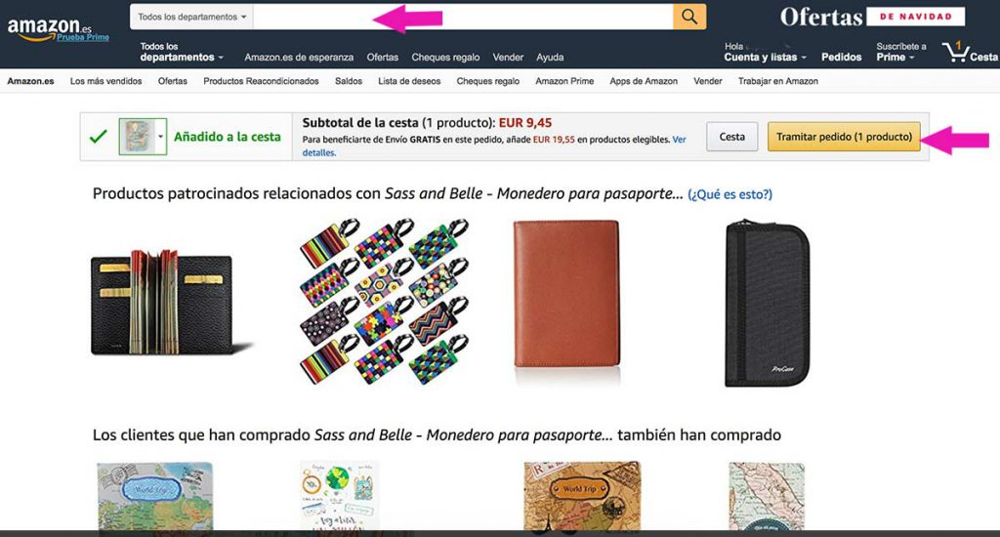 Todos los departamentos
Ofertas DE NAVIDAD
amazon.es
Prueba Prime
Todos los
departamentos
Amazon.es de esperanza Ofertas Cheques regalo Vender Ayuda
Hola
Cuenta y listas
Pedidos
Suscríbete a
Prime
1
Cesta
Amazon.es Los más vendidos Ofertas Productos Reacondicionados Saldos Lista de deseos Cheques regalo Amazon Prime Apps de Amazon Vender Trabajar en Amazon
Añadido a la cesta
Subtotal de la cesta (1 producto): EUR 9,45
Para beneficiarte de Envío GRATIS en este pedido, añade EUR 19,55 en productos elegibles. Ver
detalles.
Cesta
Tramitar pedido (1 producto)
Productos patrocinados relacionados con Sass and Belle - Monedero para pasaporte... (¿Qué es esto?)
ProCase
Los clientes que han comprado Sass and Belle - Monedero para pasaporte... también han comprado
World Trip
World Trip